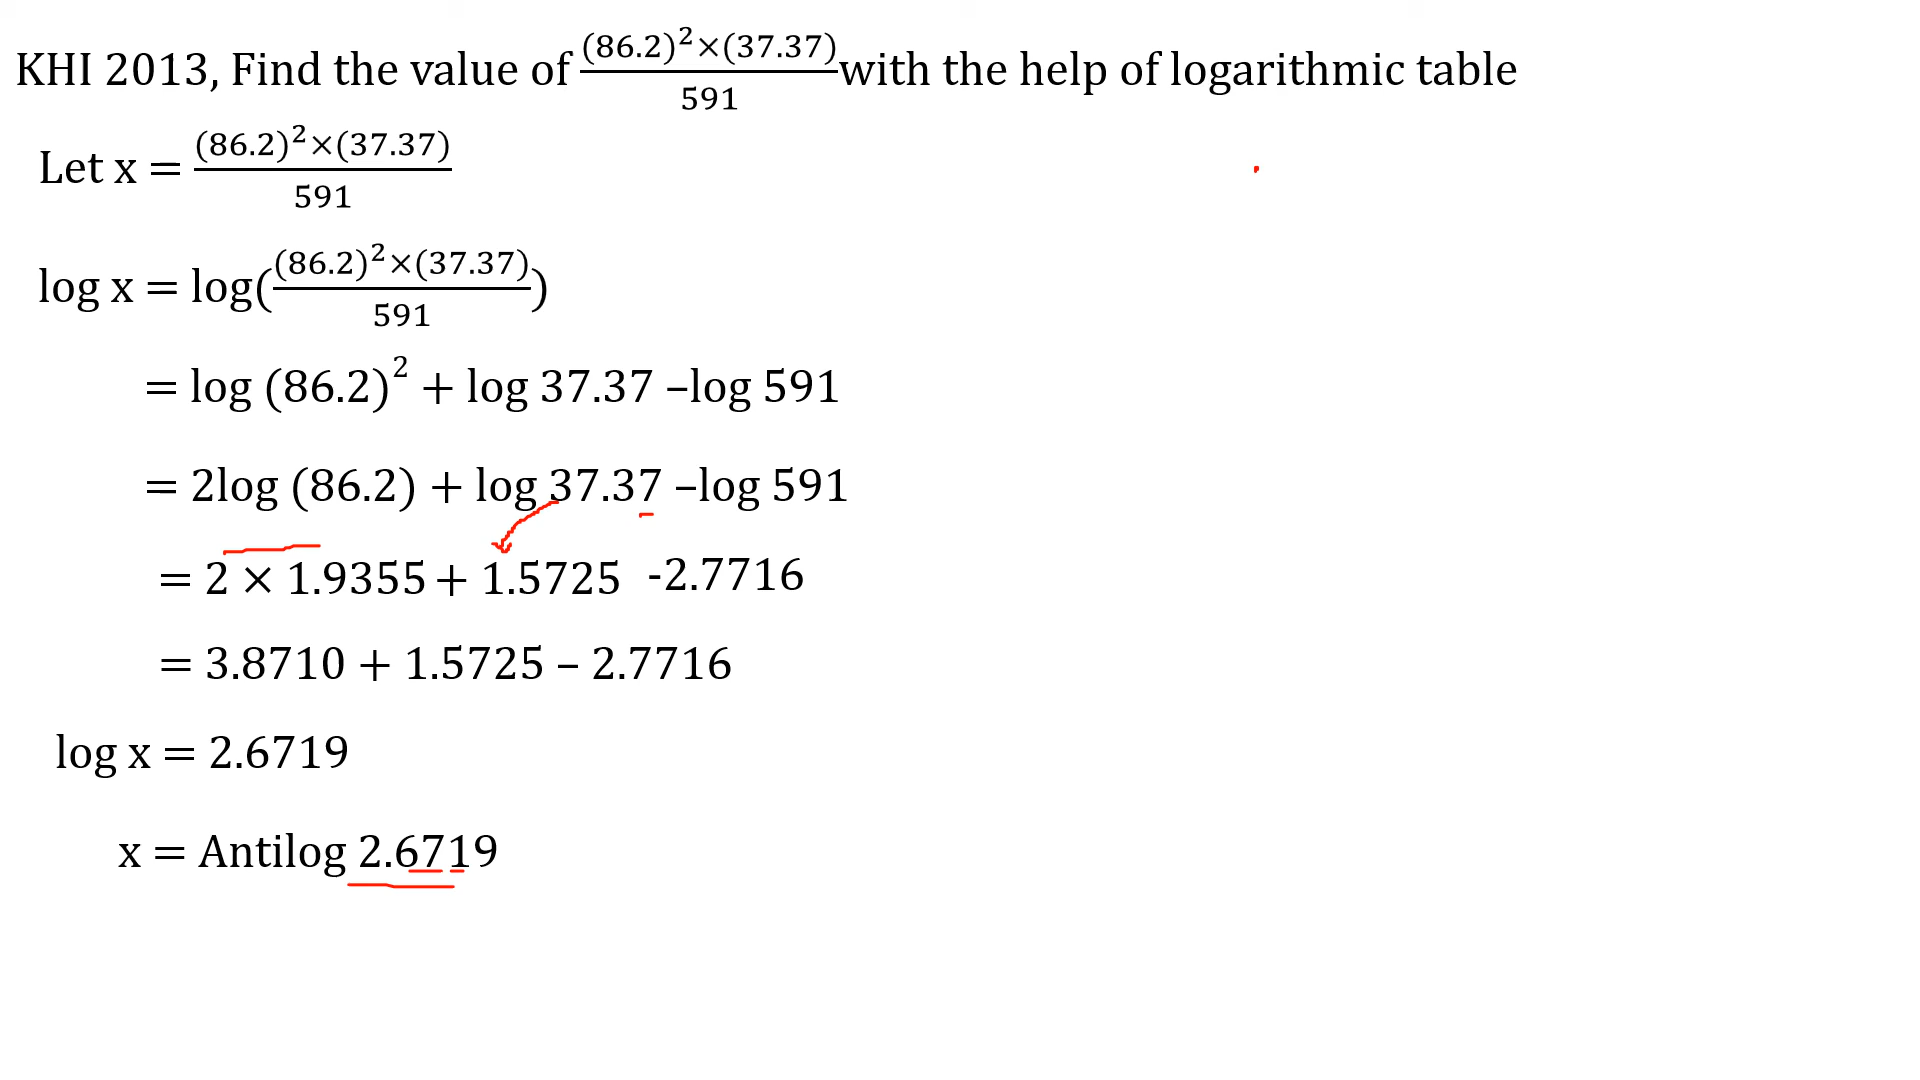 KHI 2013, Find the value of \frac{(86.2)^2×(37.37)}{591} with the help of logarithmic table
Let x = \frac{(86.2)^2×(37.37)}{591}
log x = log(\frac{(86.2)^2×(37.37)}{591})
= log (86.2)^2 + log 37.37 –log 591
= 2log (86.2) + log 37.37 –log 591
= 2 × 1.9355 + 1.5725 -2.7716
= 3.8710 + 1.5725 – 2.7716
log x = 2.6719
x = Antilog 2.6719